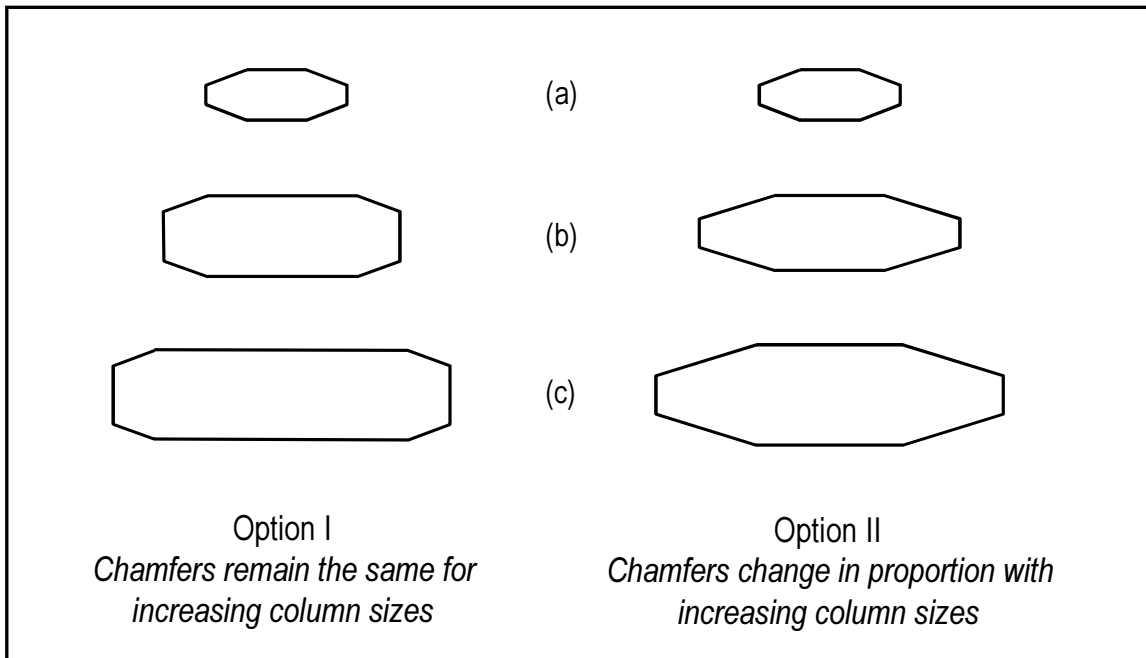 (a)
(b)
(c)
Option I
Chamfers remain the same for
increasing column sizes
Option II
Chamfers change in proportion with
increasing column sizes